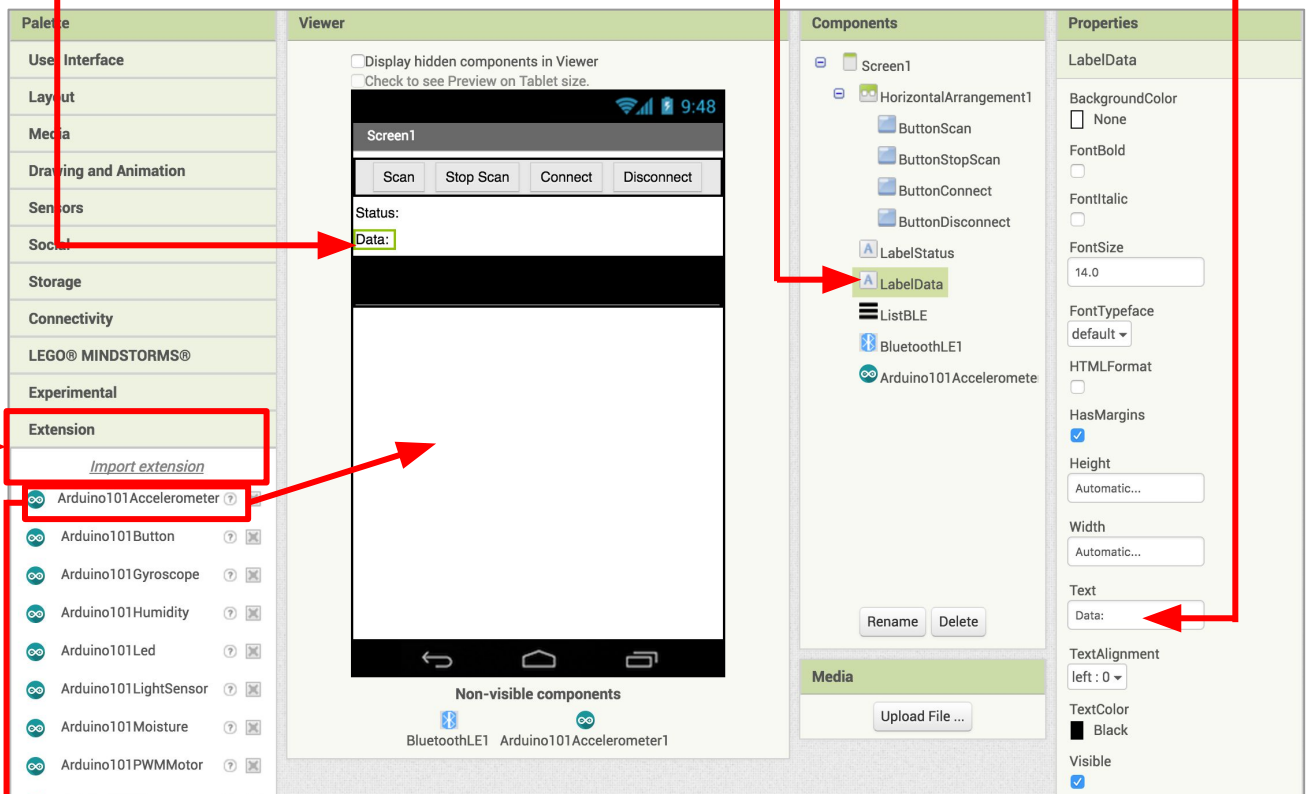 Palette
User Interface
Layout
Media
Drawing and Animation
Sensors
Social
Storage
Connectivity
LEGO® MINDSTORMS®
Experimental
Extension
Import extension
Arduino101Accelerometer ?
Arduino101Button ?
Arduino101Gyroscope ?
Arduino101Humidity ?
Arduino101Led ?
Arduino101LightSensor ?
Arduino101Moisture ?
Arduino101PWMMotor ?
Viewer
Display hidden components in Viewer
Check to see Preview on Tablet size.
9:48
Screen1
Scan Stop Scan Connect Disconnect
Status:
Data:
Non-visible components
BluetoothLE1 Arduino101Accelerometer1
Components
Screen1
HorizontalArrangement1
ButtonScan
ButtonStopScan
ButtonConnect
ButtonDisconnect
A LabelStatus
A LabelData
ListBLE
BluetoothLE1
Arduino101Acceleromete
Rename Delete
Media
Upload File ...
Properties
LabelData
BackgroundColor
None
FontBold
FontItalic
FontSize
14.0
FontTypeface
default
HTMLFormat
HasMargins
Height
Automatic...
Width
Automatic...
Text
Data:
TextAlignment
left : 0
TextColor
Black
Visible